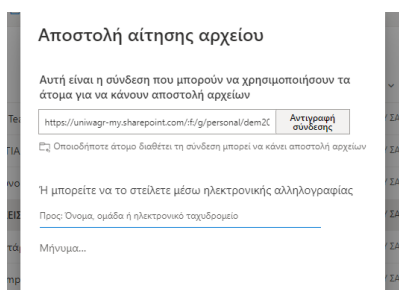 Αποστολή αίτησης αρχείου
Αυτή είναι η σύνδεση που μπορούν να χρησιμοποιήσουν τα
άτομα για να κάνουν αποστολή αρχείων
https://uniwagr-my.sharepoint.com/:f:/g/personal/dem20
Αντιγραφή
σύνδεσης
Οποιοδήποτε άτομο διαθέτει τη σύνδεση μπορεί να κάνει αποστολή αρχείων
Ή μπορείτε να το στείλετε μέσω ηλεκτρονικής αλληλογραφίας
Προς: Όνομα, ομάδα ή ηλεκτρονικό ταχυδρομείο
Μήνυμα...